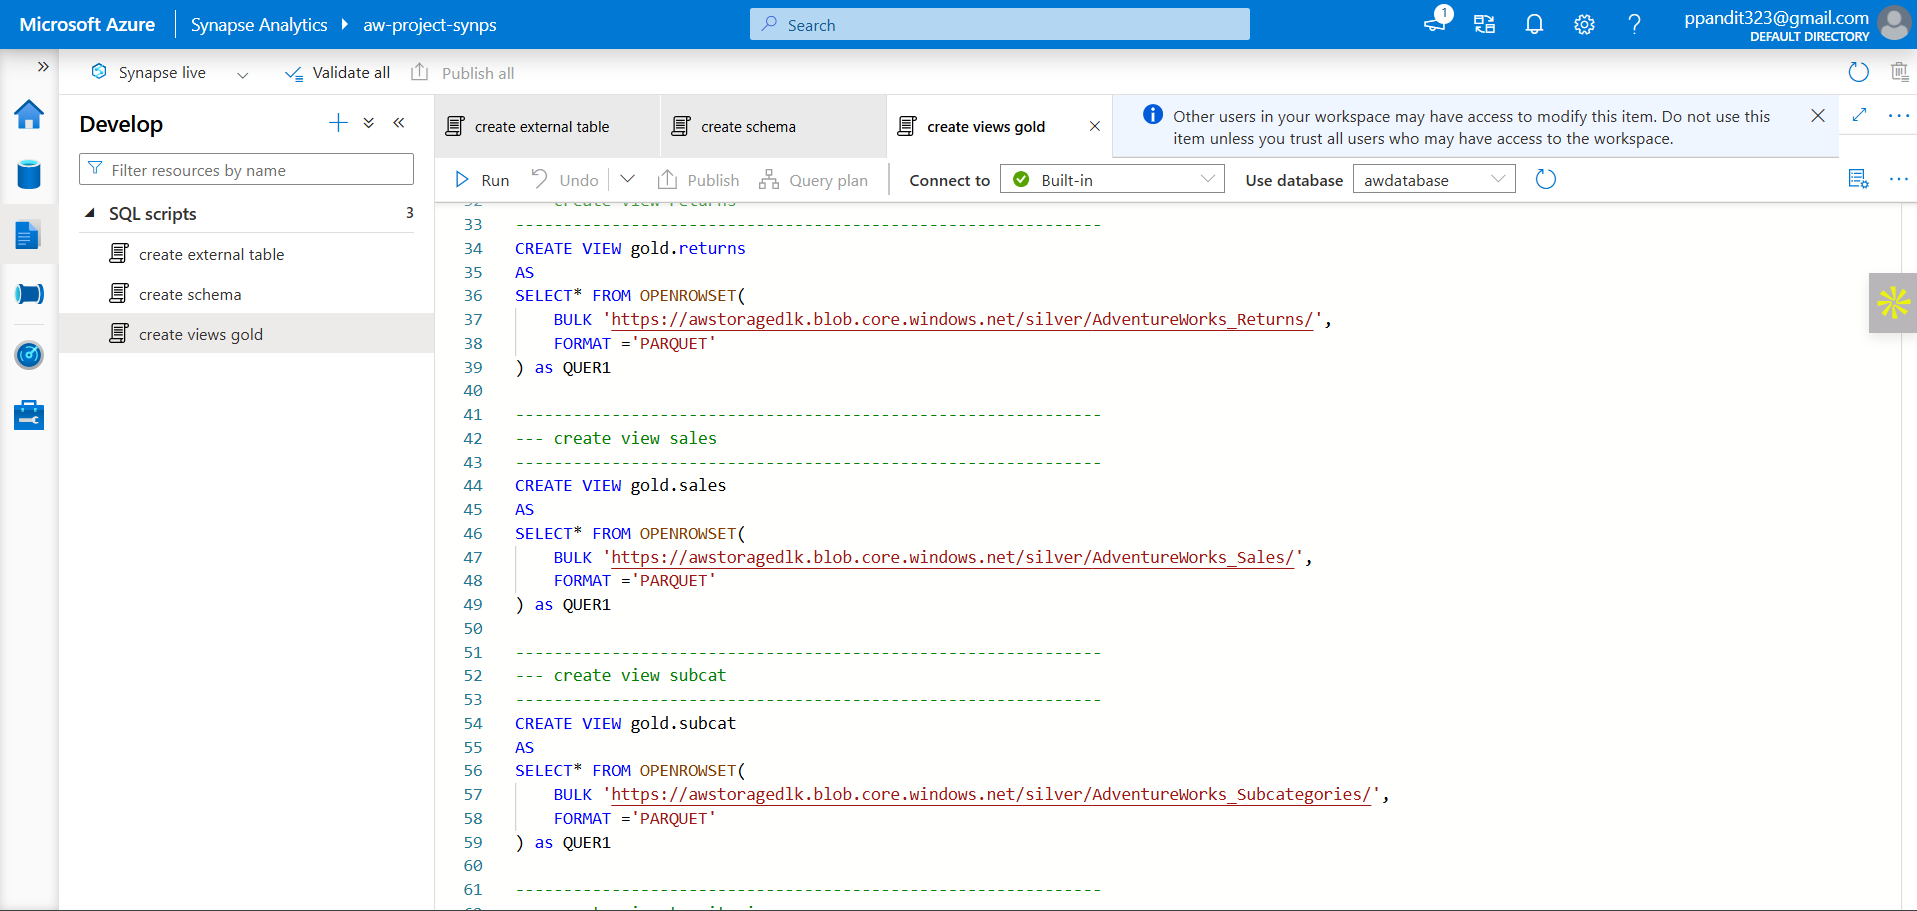 Microsoft Azure
Synapse Analytics
aw-project-synps
Search
1
ppandit323@gmail.com
DEFAULT DIRECTORY
Synapse live
Validate all
Publish all
Develop
Filter resources by name
SQL scripts
3
create external table
create schema
create views gold
create external table
create schema
create views gold
Other users in your workspace may have access to modify this item. Do not use this
item unless you trust all users who may have access to the workspace.
Run
Undo
Publish
Query plan
Connect to
Built-in
Use database
awdatabase
32 --- create view returns
33 -------------------------------------------------------------
34 CREATE VIEW gold.returns
35 AS
36 SELECT* FROM OPENROWSET(
37 BULK 'https://awstoragedlk.blob.core.windows.net/silver/AdventureWorks_Returns/',
38 FORMAT ='PARQUET'
39 ) as QUER1
40
41 -------------------------------------------------------------
42 --- create view sales
43 -------------------------------------------------------------
44 CREATE VIEW gold.sales
45 AS
46 SELECT* FROM OPENROWSET(
47 BULK 'https://awstoragedlk.blob.core.windows.net/silver/AdventureWorks_Sales/',
48 FORMAT ='PARQUET'
49 ) as QUER1
50
51 -------------------------------------------------------------
52 --- create view subcat
53 -------------------------------------------------------------
54 CREATE VIEW gold.subcat
55 AS
56 SELECT* FROM OPENROWSET(
57 BULK 'https://awstoragedlk.blob.core.windows.net/silver/AdventureWorks_Subcategories/',
58 FORMAT ='PARQUET'
59 ) as QUER1
60
61 -------------------------------------------------------------